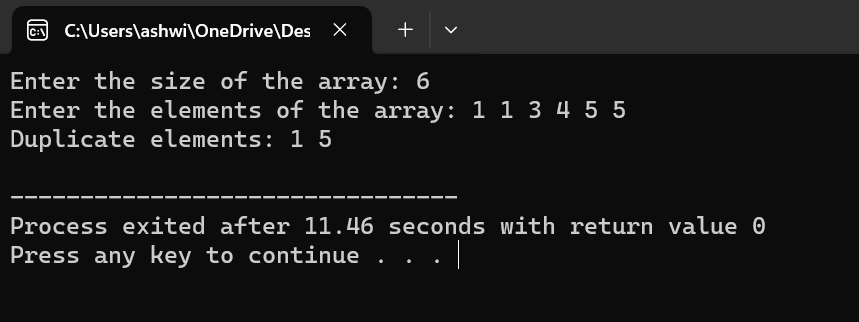 C:\Users\ashwi\OneDrive\Des
Enter the size of the array: 6
Enter the elements of the array: 1 1 3 4 5 5
Duplicate elements: 1 5
--------------------------------
Process exited after 11.46 seconds with return value 0
Press any key to continue . . .